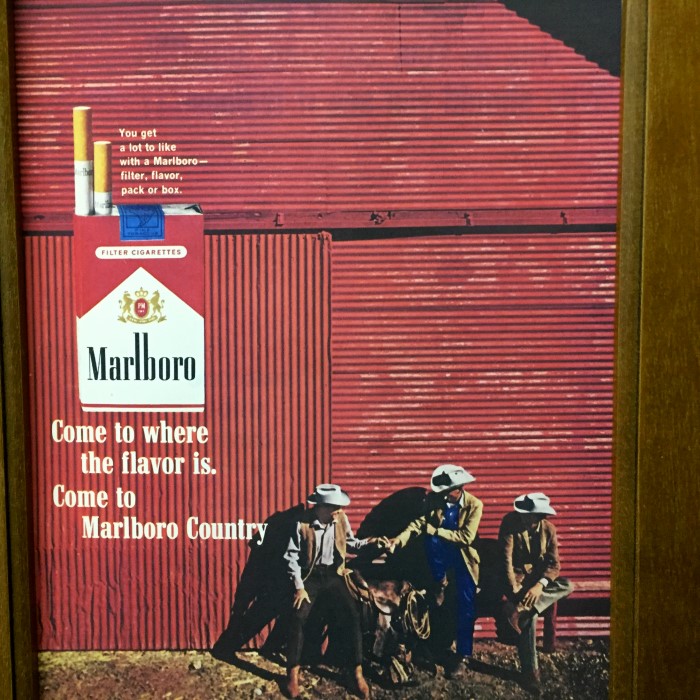 You get
a lot to like
with a Marlboro—
filter, flavor,
pack or box.
FILTER CIGARETTES
Marlboro
Come to where
the flavor is.
Come to
Marlboro Country